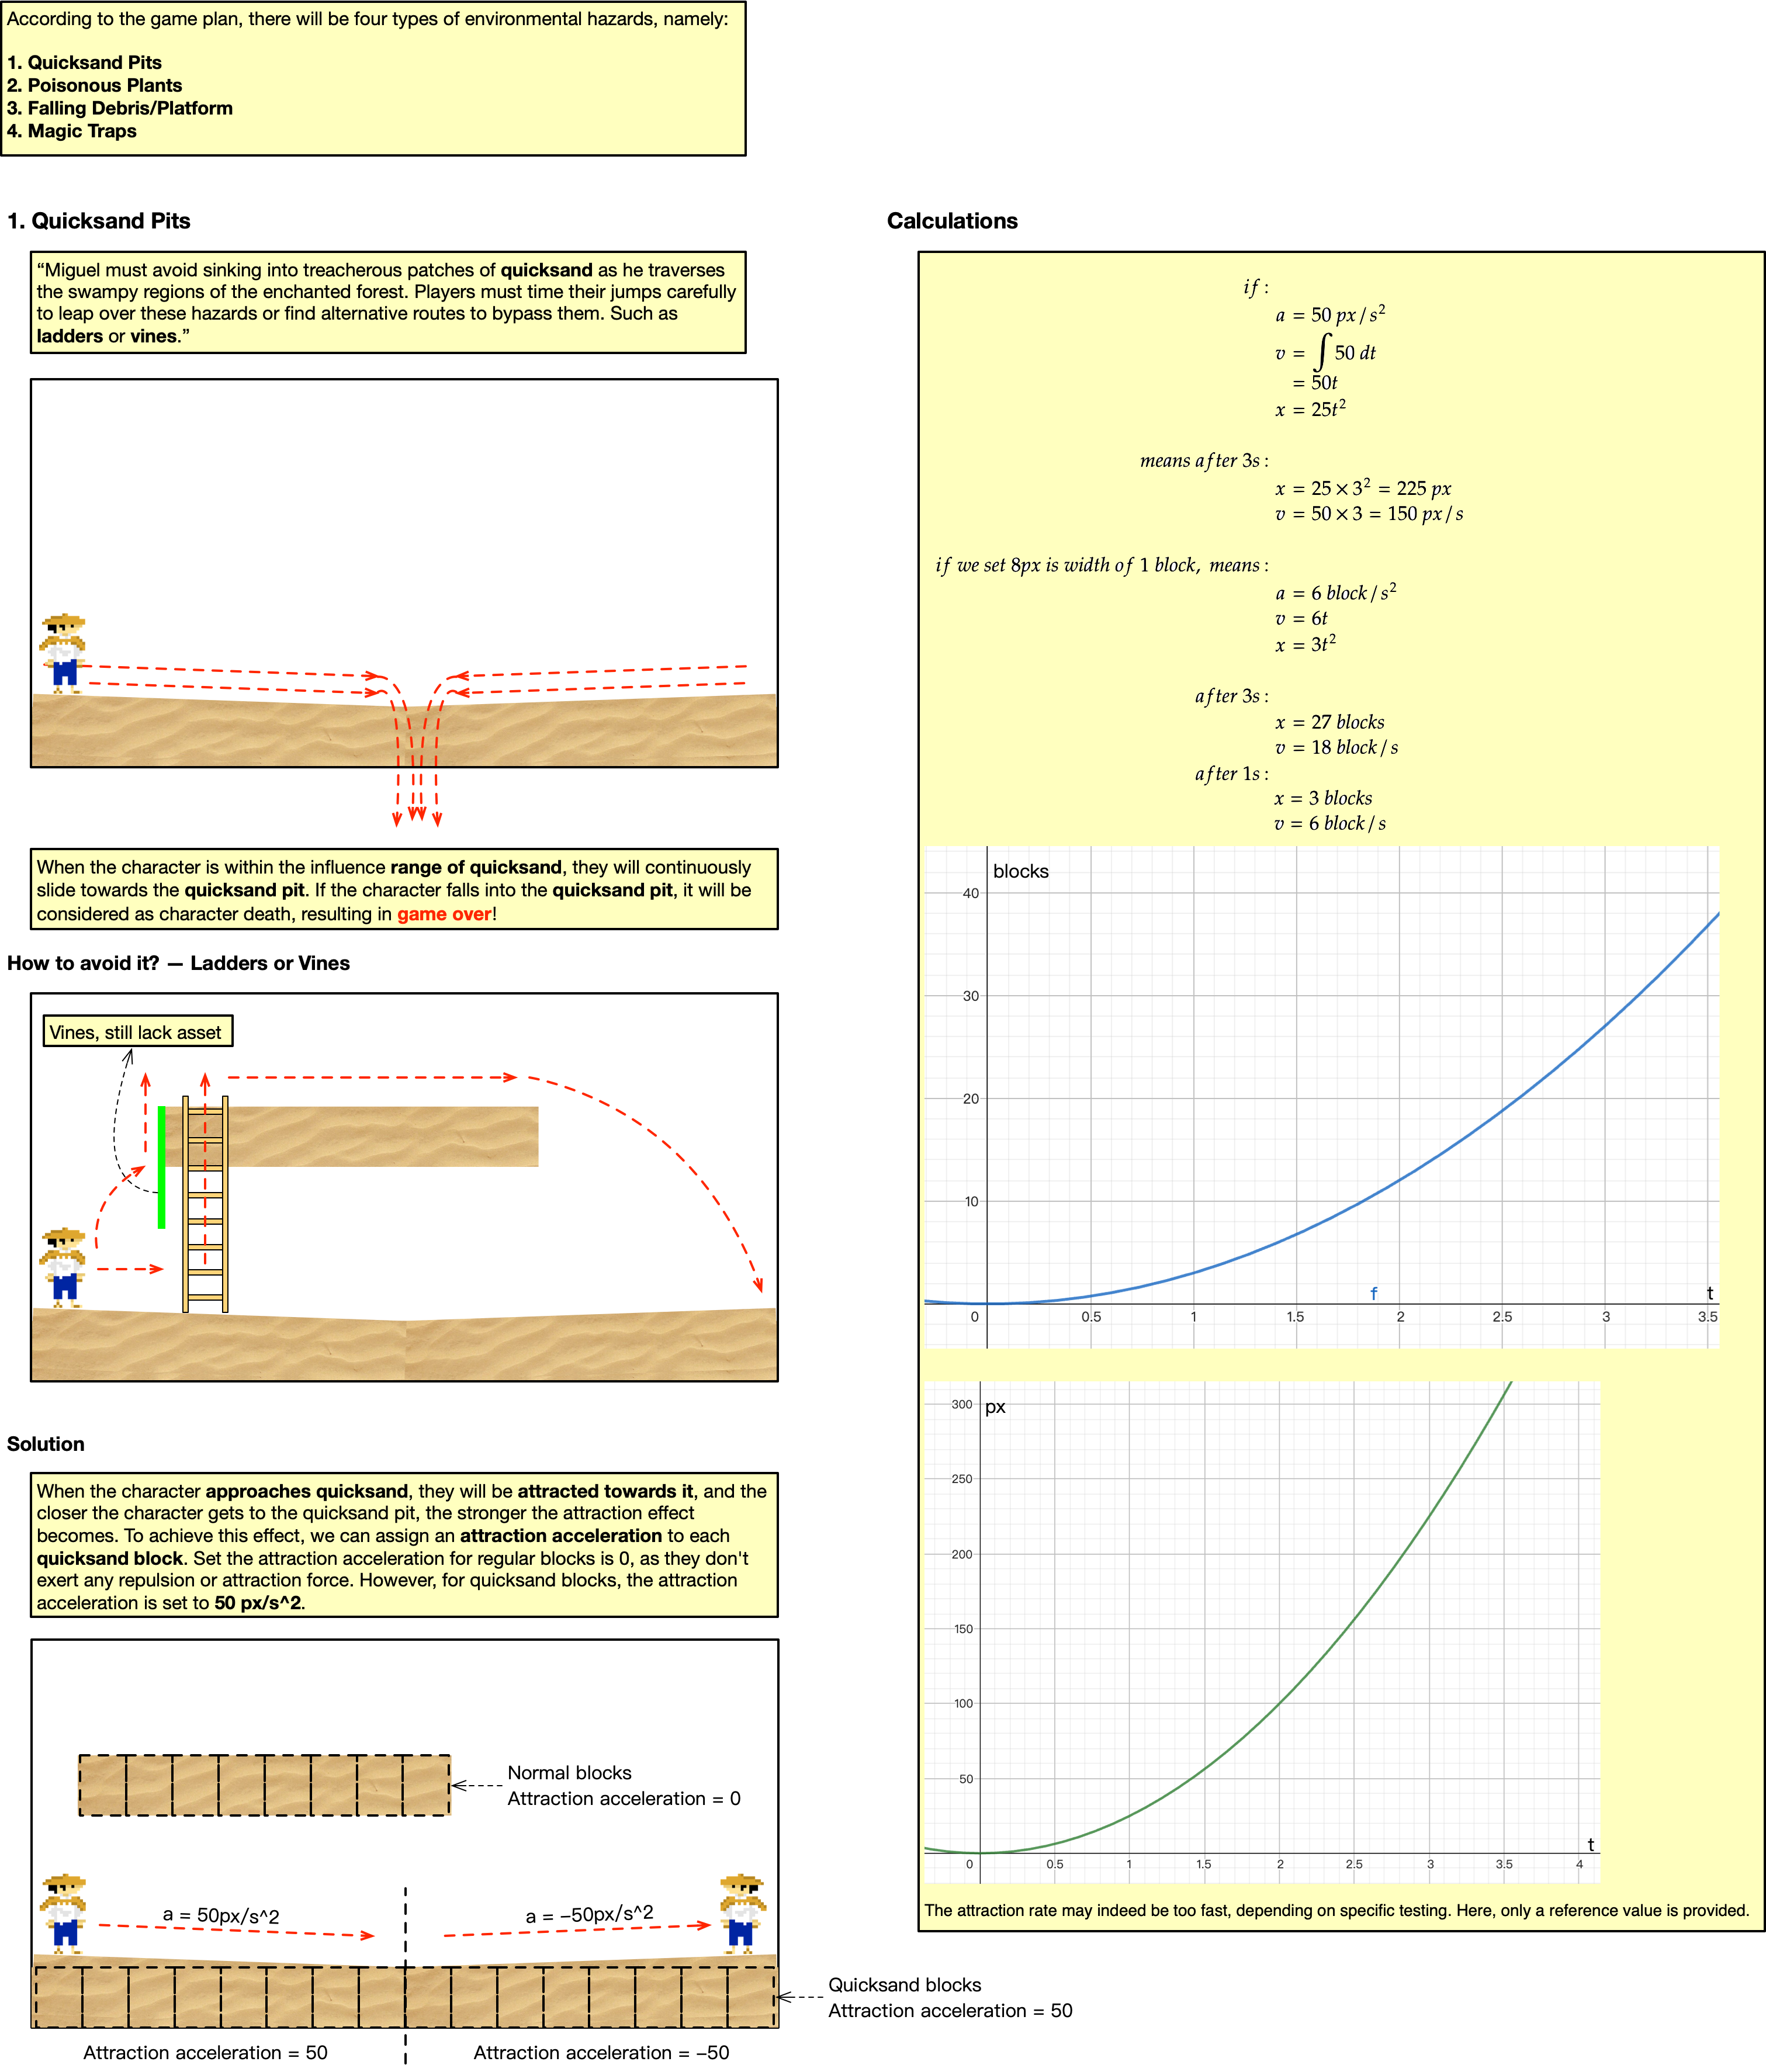 According to the game plan, there will be four types of environmental hazards, namely:
1. Quicksand Pits
2. Poisonous Plants
3. Falling Debris/Platform
4. Magic Traps
1. Quicksand Pits
“Miguel must avoid sinking into treacherous patches of quicksand as he traverses
the swampy regions of the enchanted forest. Players must time their jumps carefully
to leap over these hazards or find alternative routes to bypass them. Such as
ladders or vines.”
When the character is within the influence range of quicksand, they will continuously
slide towards the quicksand pit. If the character falls into the quicksand pit, it will be
considered as character death, resulting in game over!
How to avoid it? — Ladders or Vines
Vines, still lack asset
Solution
When the character approaches quicksand, they will be attracted towards it, and the
closer the character gets to the quicksand pit, the stronger the attraction effect
becomes. To achieve this effect, we can assign an attraction acceleration to each
quicksand block. Set the attraction acceleration for regular blocks is 0, as they don't
exert any repulsion or attraction force. However, for quicksand blocks, the attraction
acceleration is set to 50 px/s^2.
Normal blocks
Attraction acceleration = 0
a = 50px/s^2
a = −50px/s^2
Quicksand blocks
Attraction acceleration = 50
Attraction acceleration = 50
Attraction acceleration = −50
Calculations
if :
a = 50 px/s²
v = ∫ 50 dt
= 50t
x = 25t²
means after 3s :
x = 25 × 3² = 225 px
v = 50 × 3 = 150 px/s
if we set 8px is width of 1 block, means :
a = 6 block/s²
v = 6t
x = 3t²
after 3s :
x = 27 blocks
v = 18 block/s
after 1s :
x = 3 blocks
v = 6 block/s
blocks
40
30
20
10
f
t
0 0.5 1 1.5 2 2.5 3 3.5
px
300
250
200
150
100
50
t
0 0.5 1 1.5 2 2.5 3 3.5 4
The attraction rate may indeed be too fast, depending on specific testing. Here, only a reference value is provided.